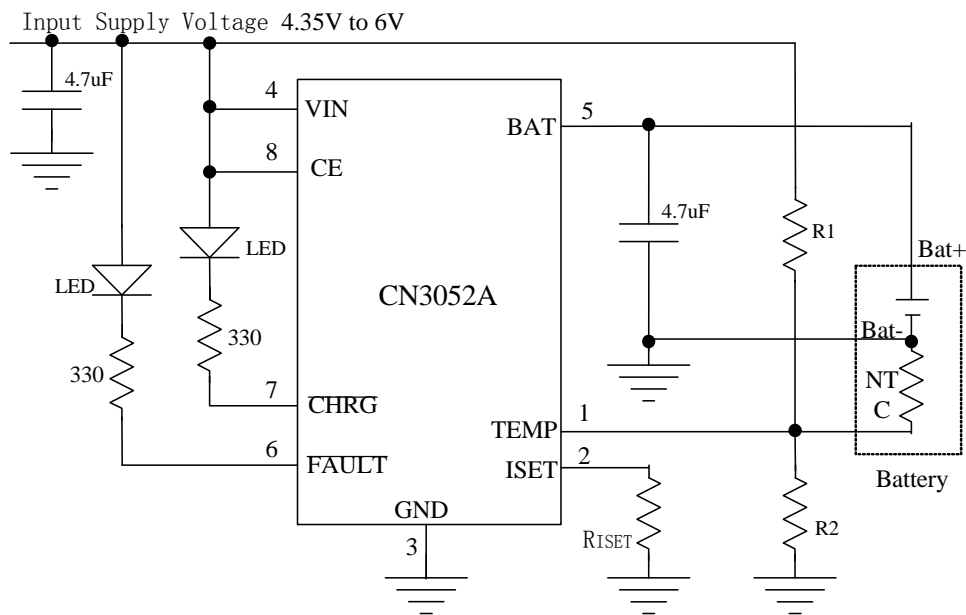 Input Supply Voltage 4.35V to 6V
4.7uF
4
VIN
BAT
5
8
CE
4.7uF
LED
R1
Bat+
LED
CN3052A
330
Bat-
330
NT
C
7
CHRG
TEMP
1
6
FAULT
ISET
2
Battery
GND
3
RISET
R2